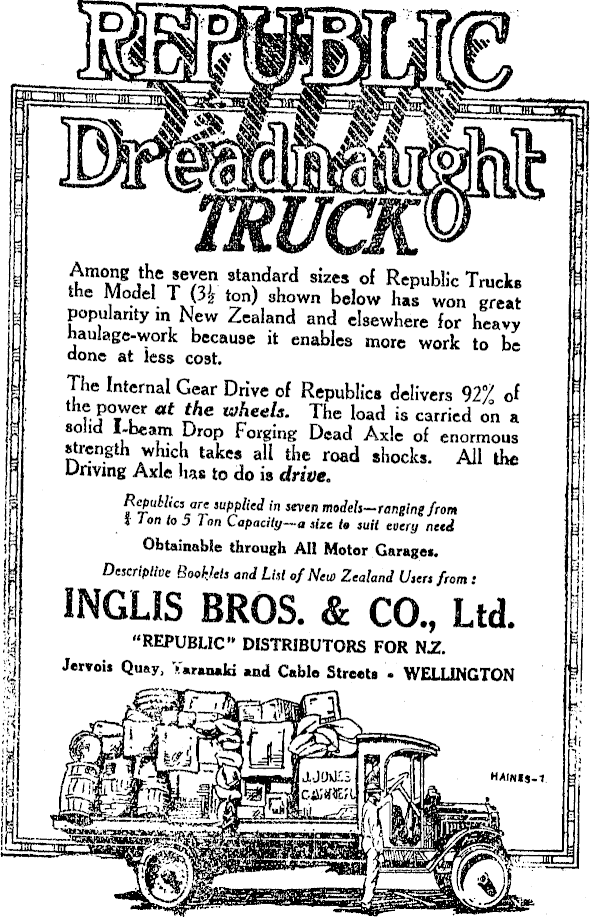 REPUBLIC
Dreadnaught
TRUCK
Among the seven standard sizes of Republic Trucks
the Model T (3½ ton) shown below has won great
popularity in New Zealand and elsewhere for heavy
haulage-work because it enables more work to be
done at less cost.
The Internal Gear Drive of Republics delivers 92% of
the power at the wheels. The load is carried on a
solid I-beam Drop Forging Dead Axle of enormous
strength which takes all the road shocks. All the
Driving Axle has to do is drive.
Republics are supplied in seven models—ranging from
¾ Ton to 5 Ton Capacity—a size to suit every need
Obtainable through All Motor Garages.
Descriptive Booklets and List of New Zealand Users from:
INGLIS BROS. & CO., Ltd.
"REPUBLIC" DISTRIBUTORS FOR N.Z.
Jervois Quay, Taranaki and Cable Streets - WELLINGTON
J. JONES
CARRIER
HAINES-7.